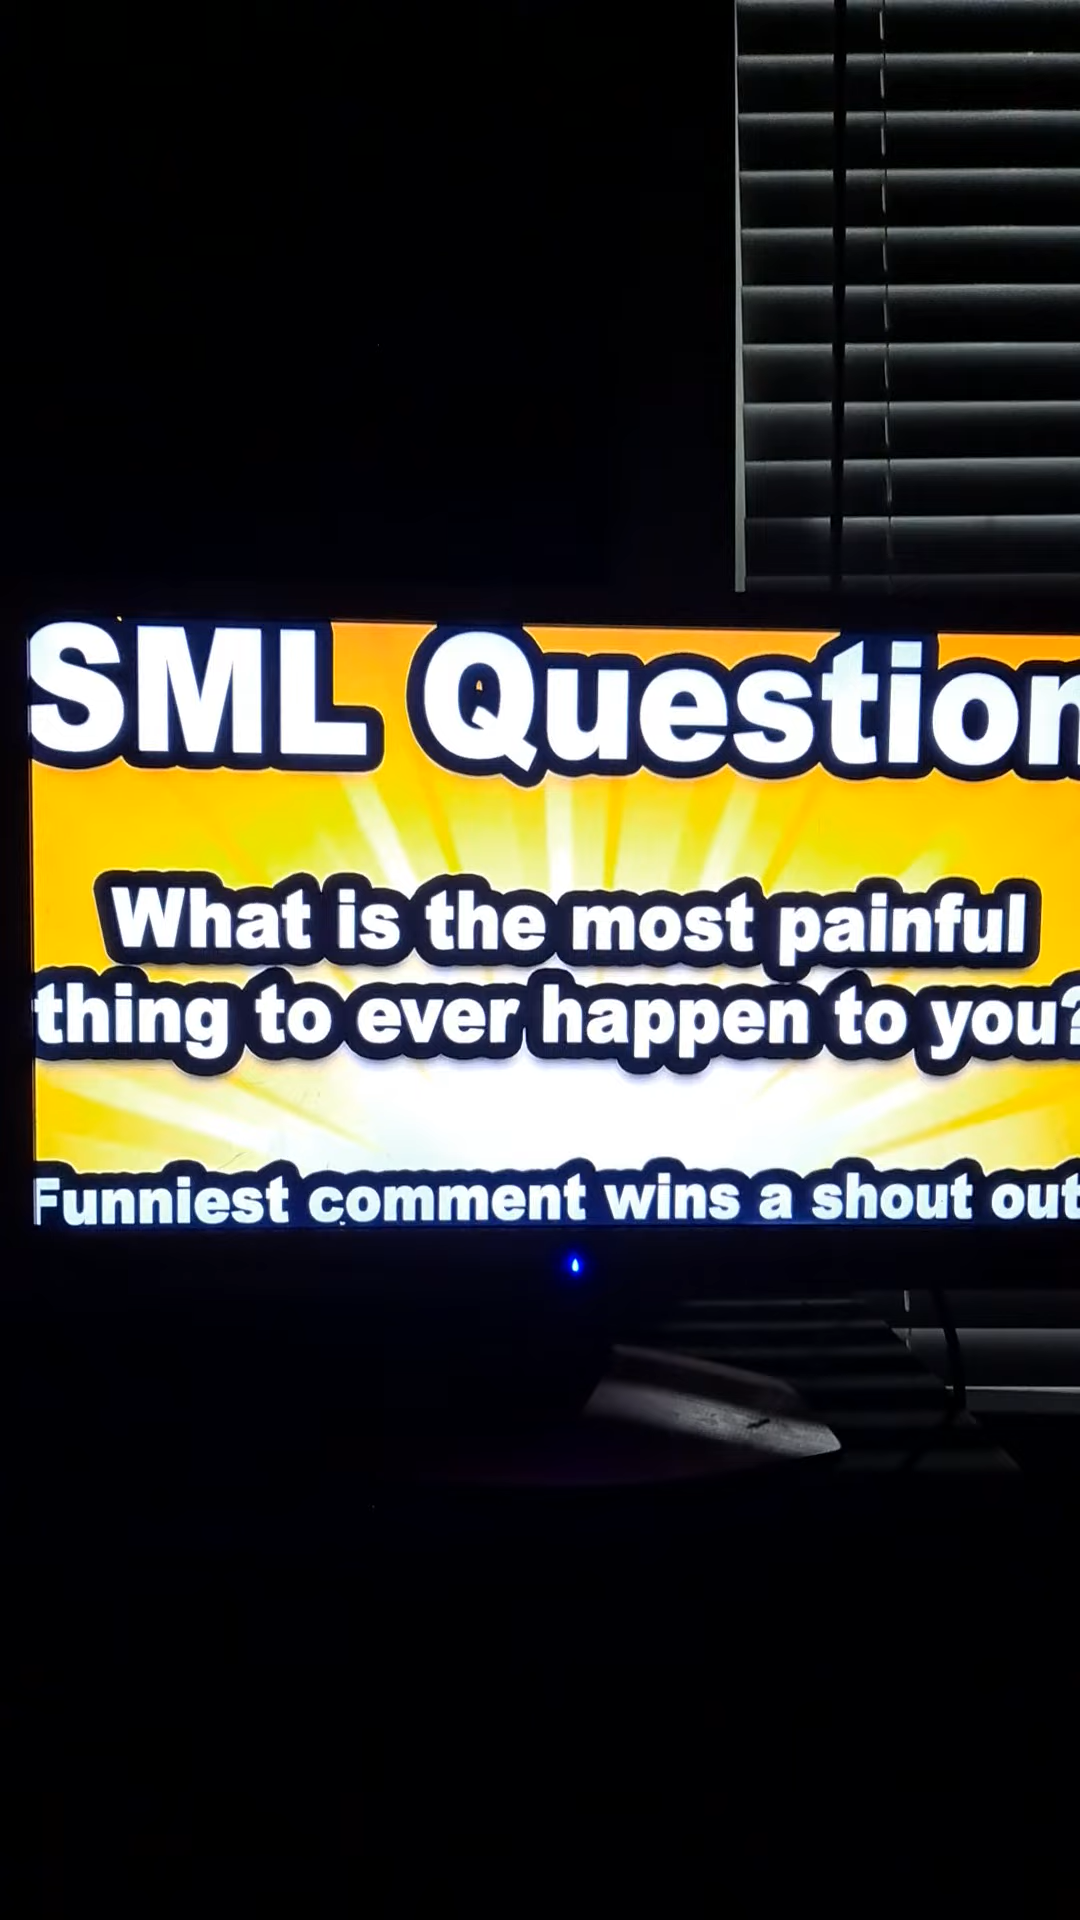 SML Question
What is the most painful
thing to ever happen to you?
Funniest comment wins a shout out